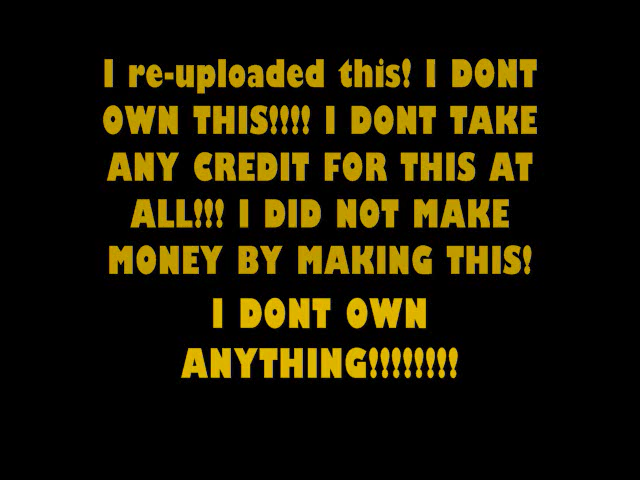 I re-uploaded this! I DONT
OWN THIS!!!! I DONT TAKE
ANY CREDIT FOR THIS AT
ALL!!! I DID NOT MAKE
MONEY BY MAKING THIS!
I DONT OWN
ANYTHING!!!!!!!!